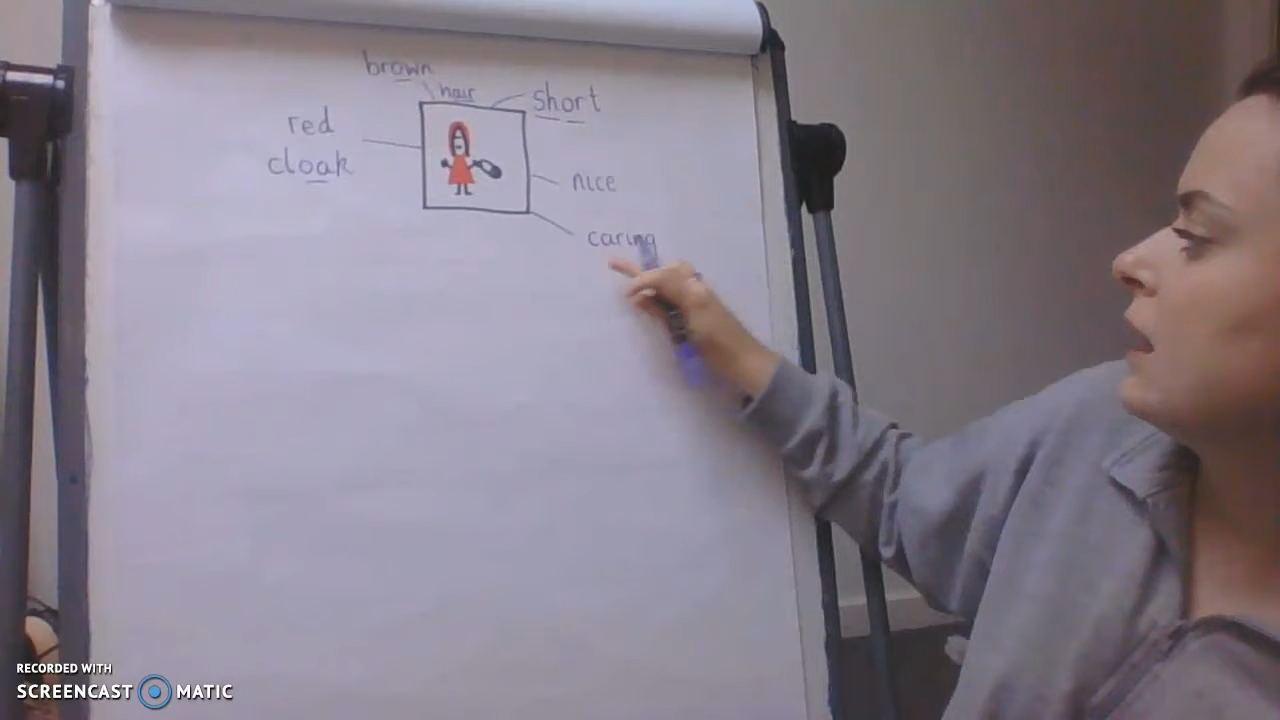 brown
hair
short
red
cloak
nice
caring
RECORDED WITH
SCREENCAST MATIC